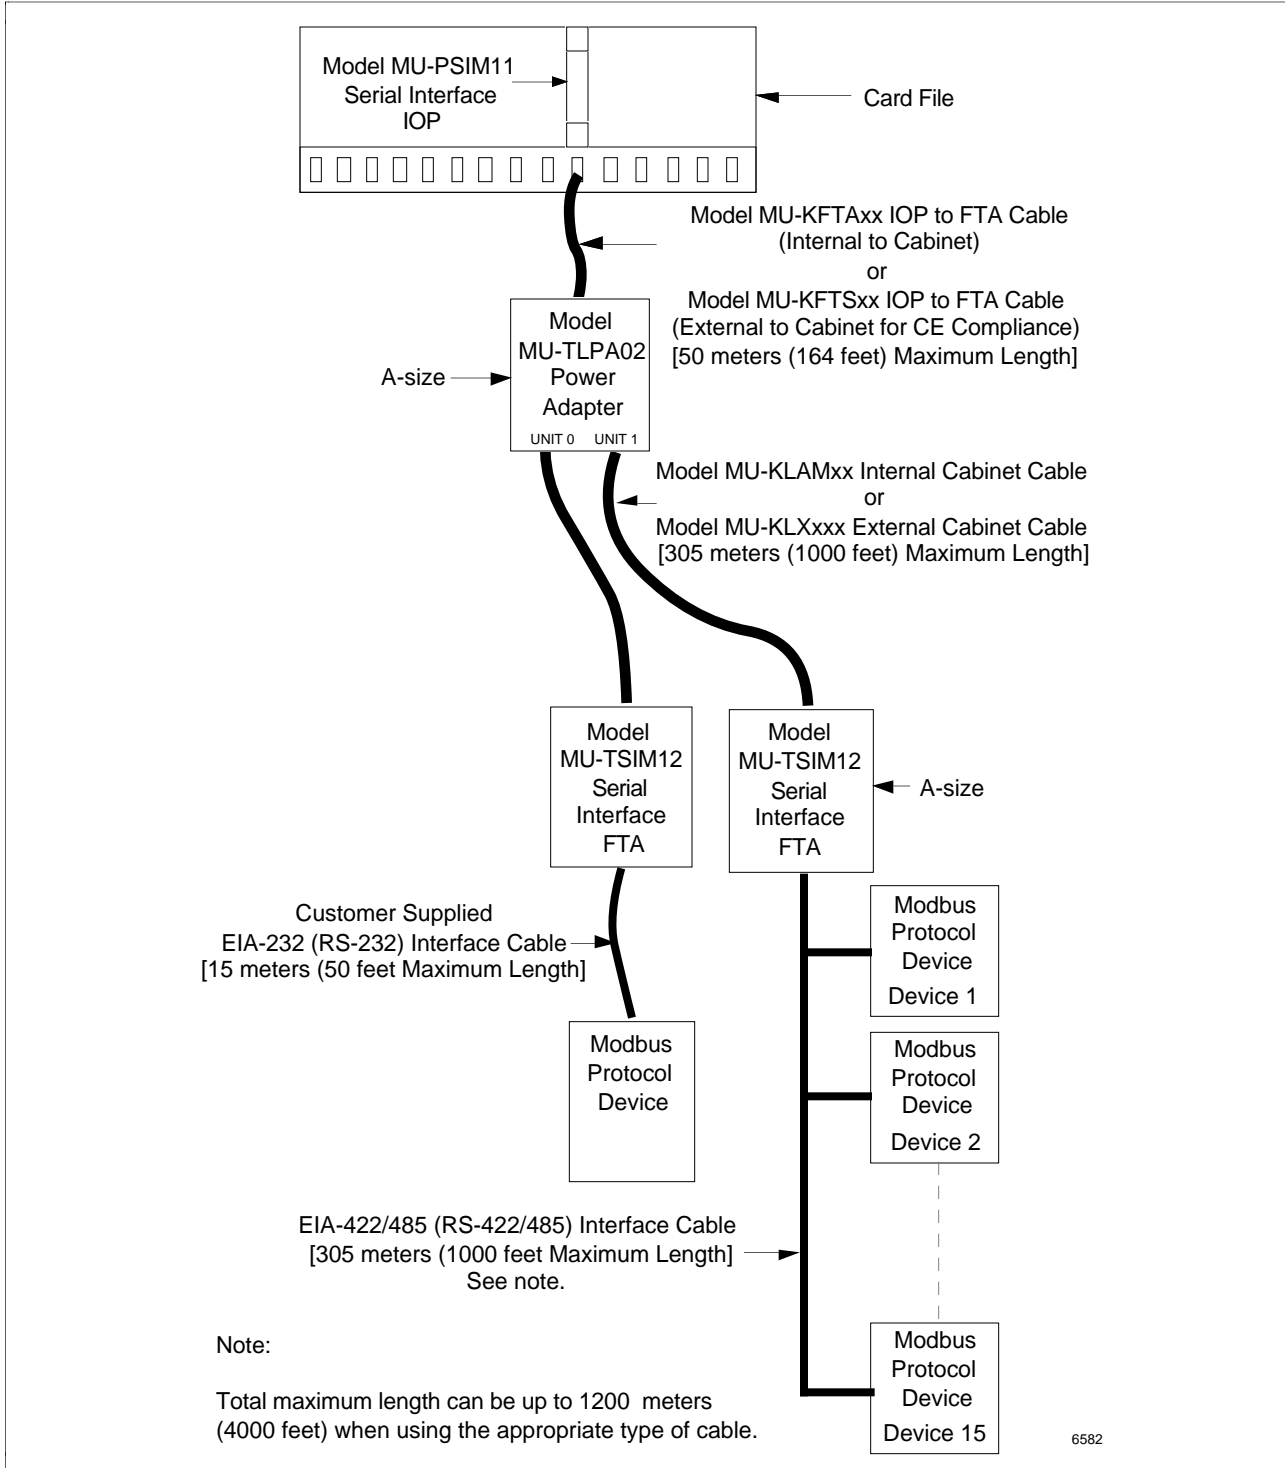 Model MU-PSIM11
Serial Interface
IOP
Card File
Model MU-KFTAxx IOP to FTA Cable
(Internal to Cabinet)
or
Model MU-KFTSxx IOP to FTA Cable
(External to Cabinet for CE Compliance)
[50 meters (164 feet) Maximum Length]
Model
MU-TLPA02
Power
Adapter
UNIT 0 UNIT 1
A-size
Model MU-KLAMxx Internal Cabinet Cable
or
Model MU-KLXxxx External Cabinet Cable
[305 meters (1000 feet) Maximum Length]
Model
MU-TSIM12
Serial
Interface
FTA
Model
MU-TSIM12
Serial
Interface
FTA
A-size
Customer Supplied
EIA-232 (RS-232) Interface Cable
[15 meters (50 feet Maximum Length]
Modbus
Protocol
Device
Device 1
Modbus
Protocol
Device
Modbus
Protocol
Device
Device 2
EIA-422/485 (RS-422/485) Interface Cable
[305 meters (1000 feet Maximum Length]
See note.
Modbus
Protocol
Device
Device 15
Note:
Total maximum length can be up to 1200 meters
(4000 feet) when using the appropriate type of cable.
6582